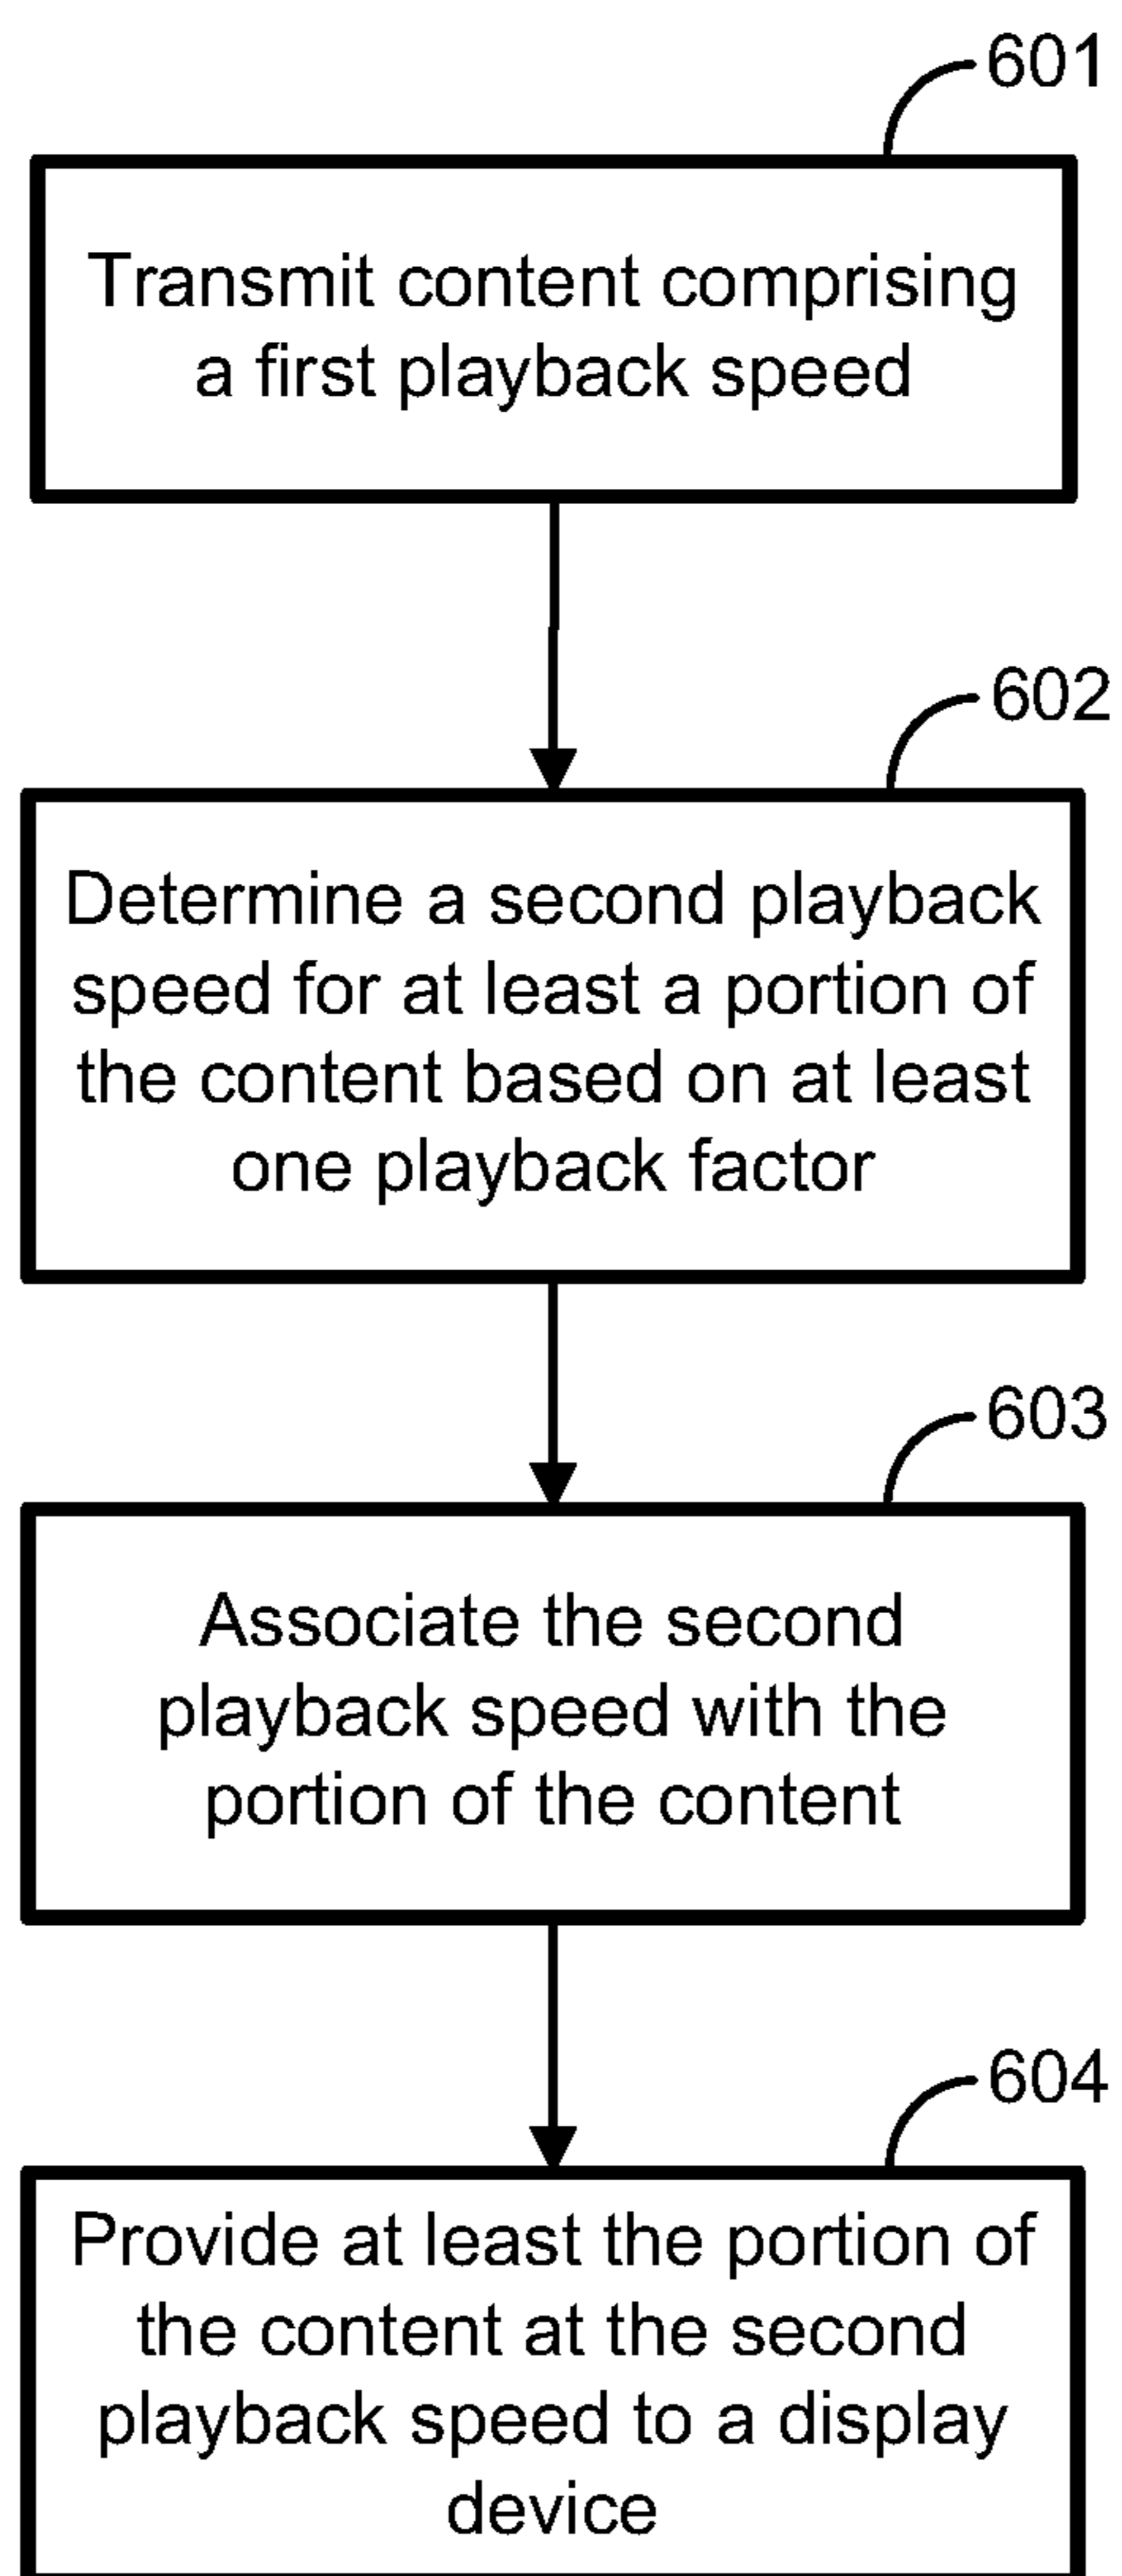 601
Transmit content comprising
a first playback speed
602
Determine a second playback
speed for at least a portion of
the content based on at least
one playback factor
603
Associate the second
playback speed with the
portion of the content
604
Provide at least the portion of
the content at the second
playback speed to a display
device